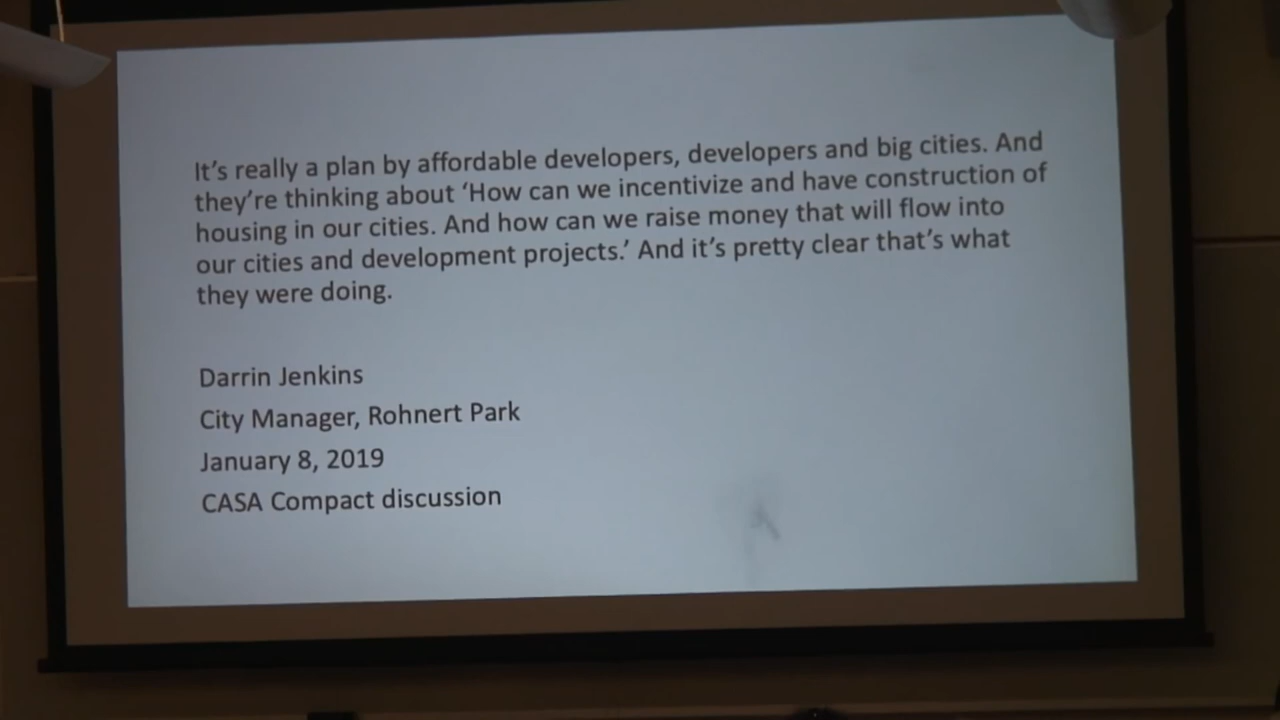 It's really a plan by affordable developers, developers and big cities. And
they're thinking about ‘How can we incentivize and have construction of
housing in our cities. And how can we raise money that will flow into
our cities and development projects.’ And it's pretty clear that's what
they were doing.
Darrin Jenkins
City Manager, Rohnert Park
January 8, 2019
CASA Compact discussion